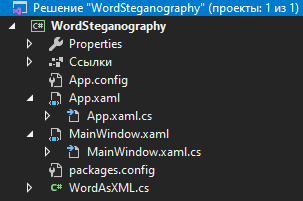 Решение "WordSteganography" (проекты: 1 из 1)
C# WordSteganography
Properties
Ссылки
App.config
App.xaml
App.xaml.cs
MainWindow.xaml
MainWindow.xaml.cs
packages.config
C# WordAsXML.cs